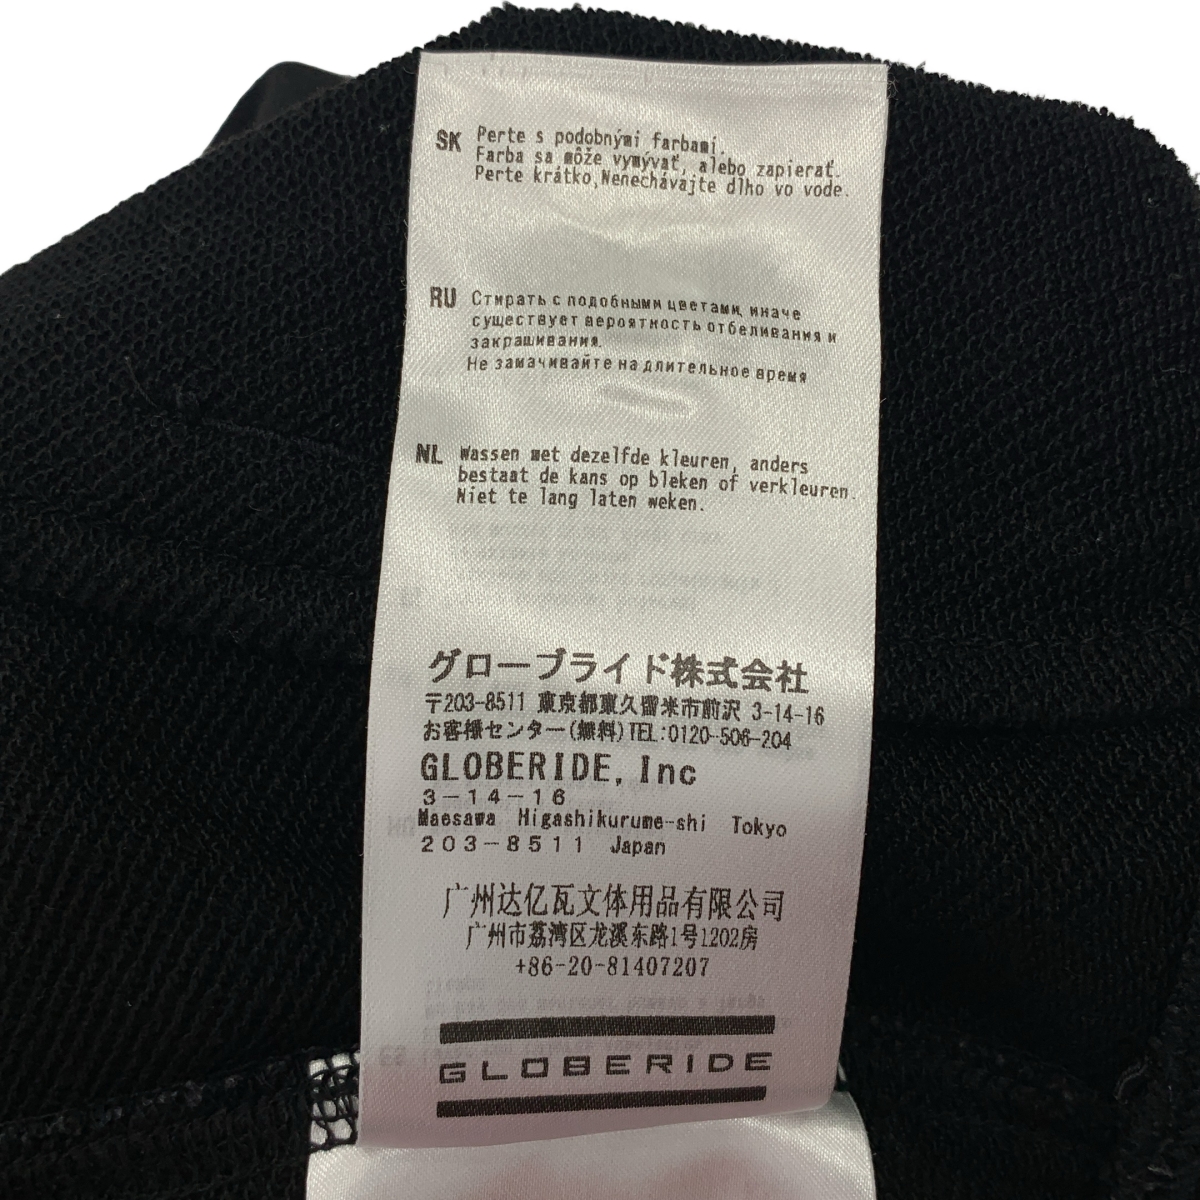 SK Perte s podobnými farbami.
Farba sa môže vymývať, alebo zapierať.
Perte krátko,Nenechávajte dlho vo vode.
RU Стирать с подобными цветами, иначе
существует вероятность отбеливания и
закрашивания.
Не замачивайте на длительное время
NL Wassen met dezelfde kleuren, anders
bestaat de kans op bleken of verkleuren.
Niet te lang laten weken.
グローブライド株式会社
〒203-8511 東京都東久留米市前沢 3-14-16
お客様センター(無料)TEL:0120-506-204
GLOBERIDE, Inc
3-14-16
Maesawa Higashikurume-shi Tokyo
203-8511 Japan
广州达亿瓦文体用品有限公司
广州市荔湾区龙溪东路1号1202房
+86-20-81407207
GLOBERIDE